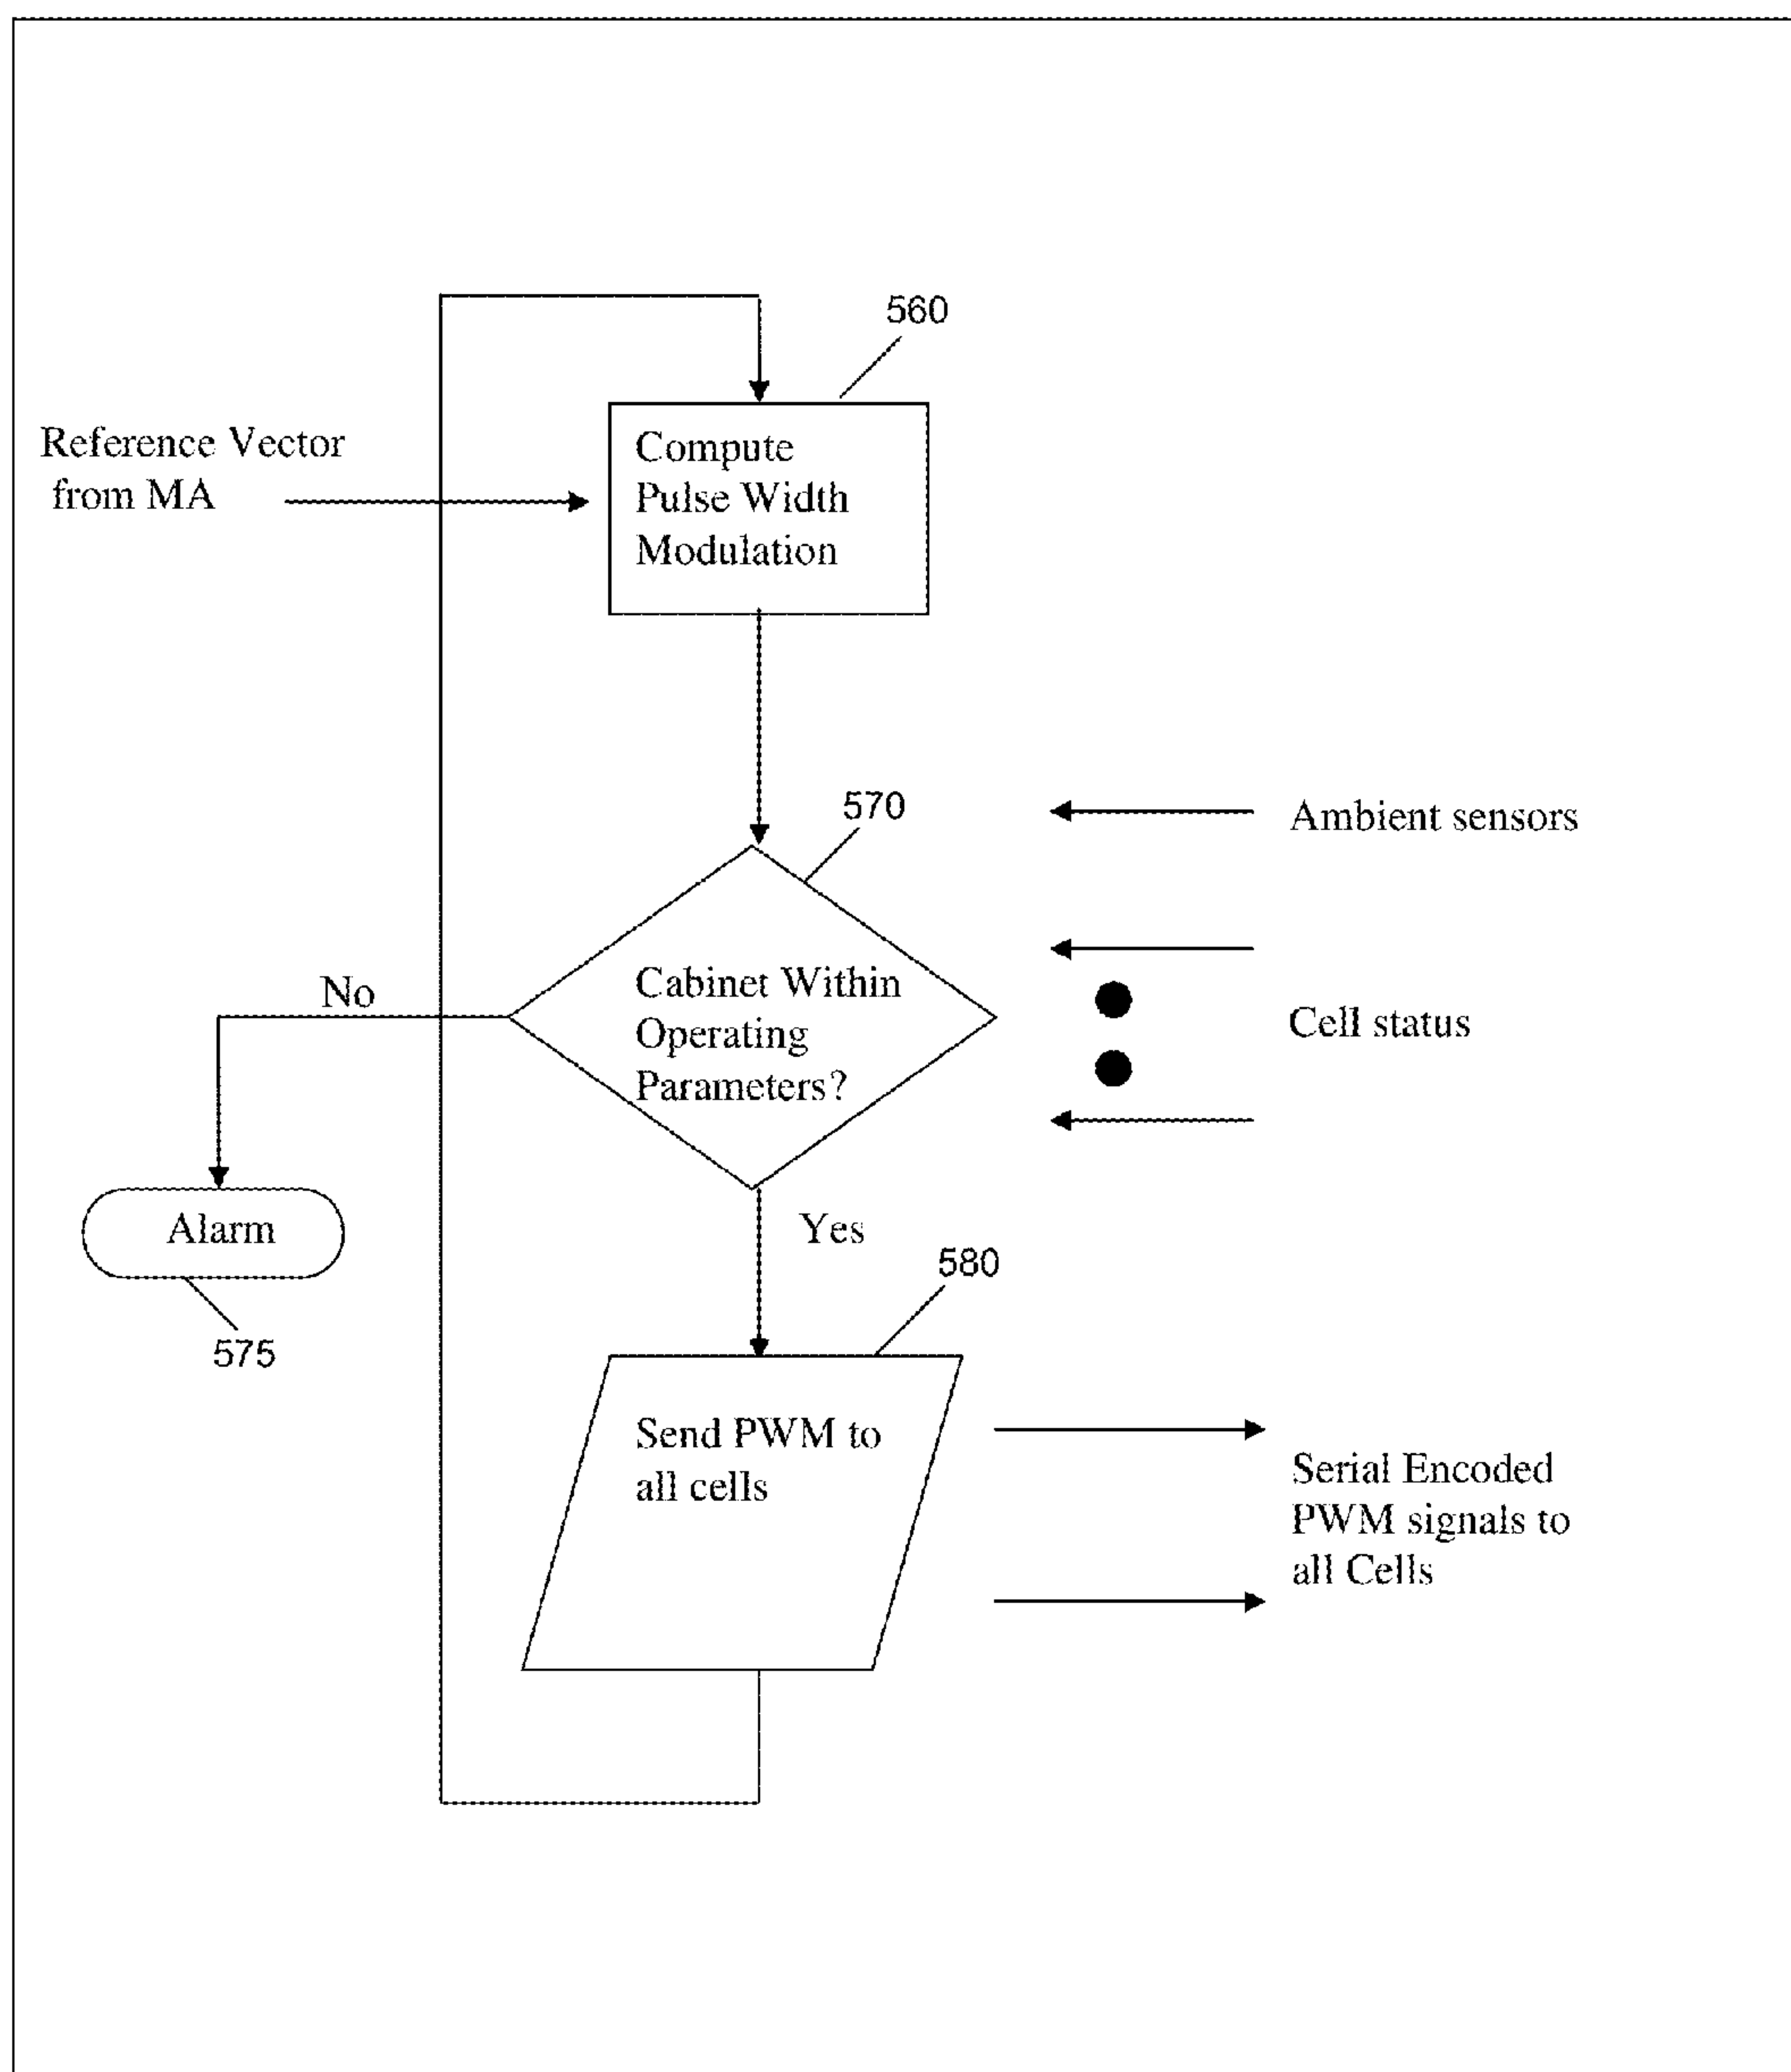 560
Reference Vector
from MA
Compute
Pulse Width
Modulation
570
Ambient sensors
Cabinet Within
Operating
Parameters?
No
Cell status
Alarm
575
Yes
580
Send PWM to
all cells
Serial Encoded
PWM signals to
all Cells